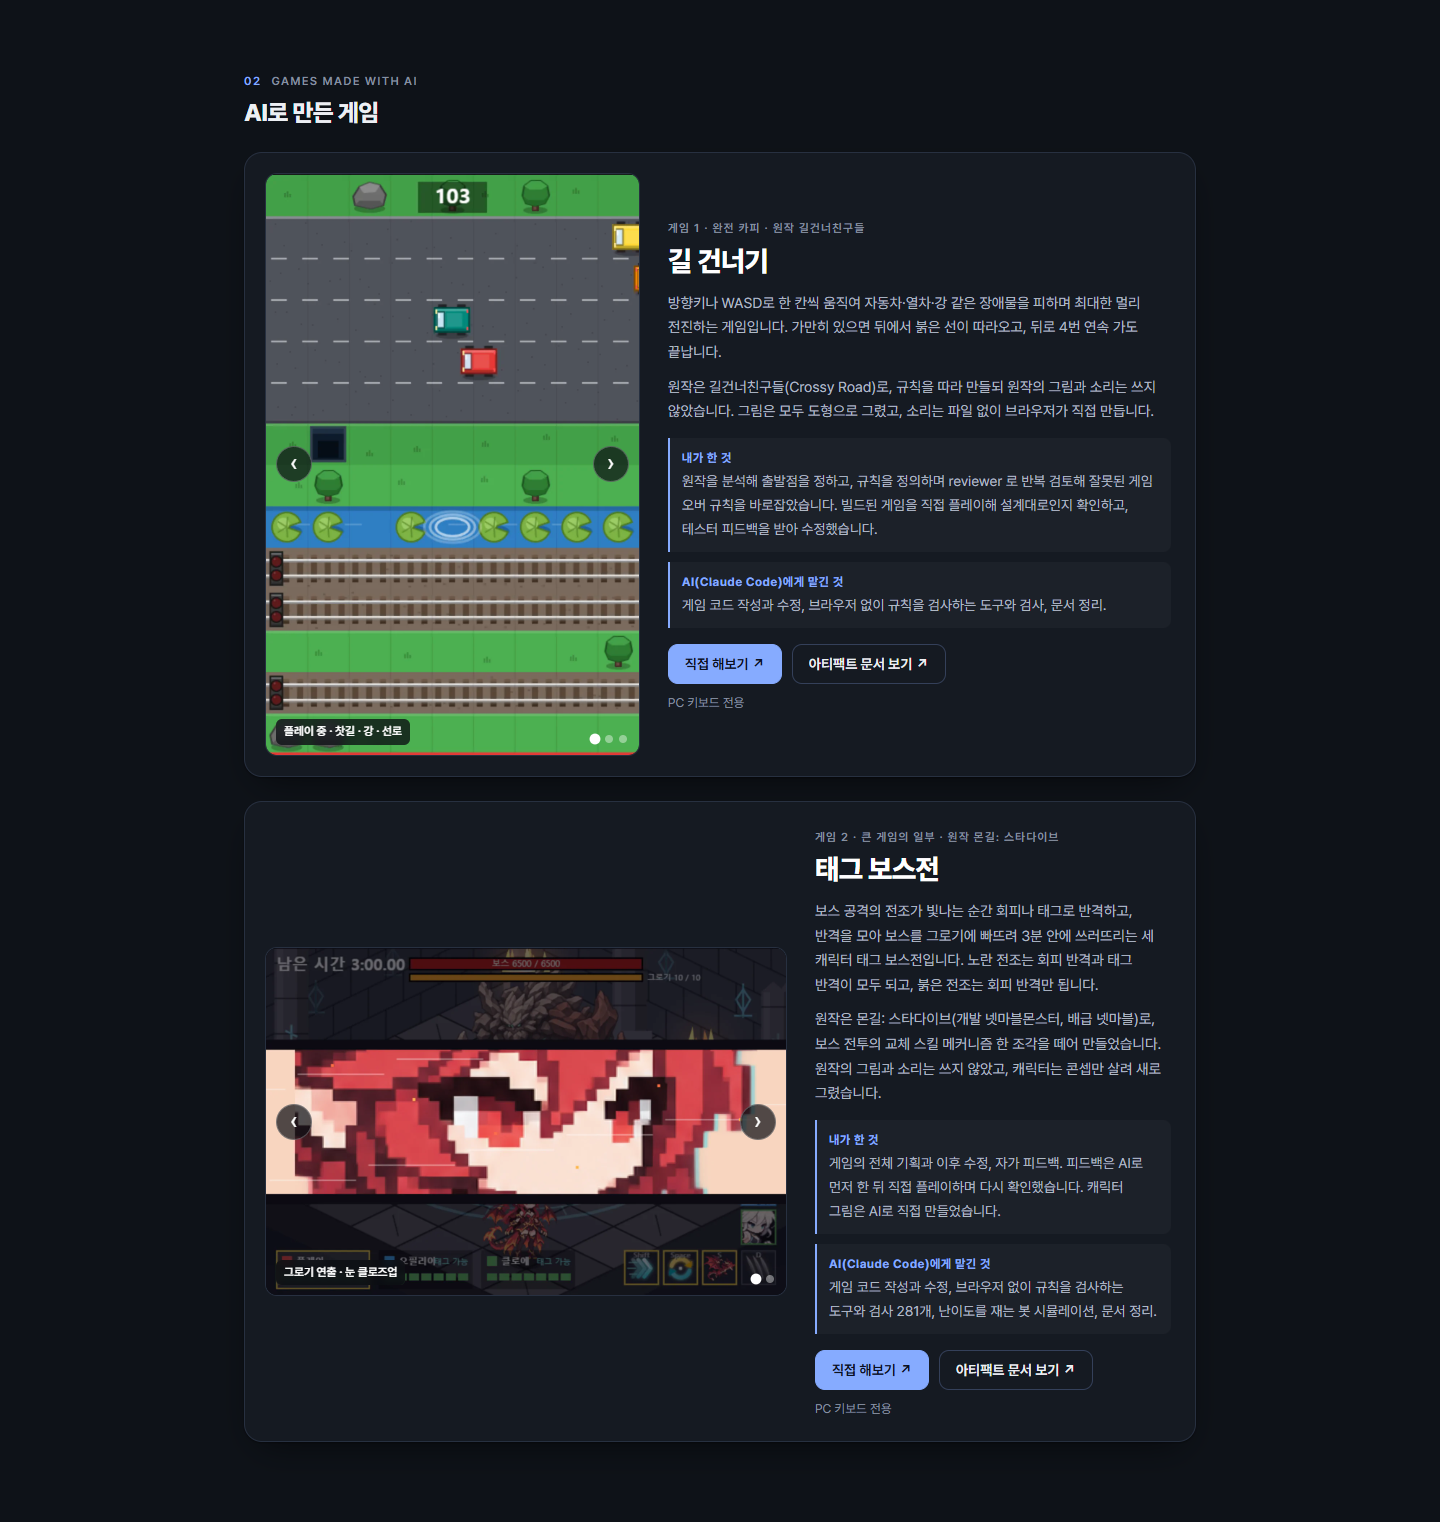 02 GAMES MADE WITH AI
AI로 만든 게임
103
플레이 중 · 찻길 · 강 · 선로
게임 1 · 완전 카피 · 원작 길건너친구들
길 건너기
방향키나 WASD로 한 칸씩 움직여 자동차·열차·강 같은 장애물을 피하며 최대한 멀리
전진하는 게임입니다. 가만히 있으면 뒤에서 붉은 선이 따라오고, 뒤로 4번 연속 가도
끝납니다.
원작은 길건너친구들(Crossy Road)로, 규칙을 따라 만들되 원작의 그림과 소리는 쓰지
않았습니다. 그림은 모두 도형으로 그렸고, 소리는 파일 없이 브라우저가 직접 만듭니다.
내가 한 것
원작을 분석해 출발점을 정하고, 규칙을 정의하며 reviewer 로 반복 검토해 잘못된 게임
오버 규칙을 바로잡았습니다. 빌드된 게임을 직접 플레이해 설계대로인지 확인하고,
테스터 피드백을 받아 수정했습니다.
AI(Claude Code)에게 맡긴 것
게임 코드 작성과 수정, 브라우저 없이 규칙을 검사하는 도구와 검사, 문서 정리.
직접 해보기 ↗
아티팩트 문서 보기 ↗
PC 키보드 전용
남은 시간 3:00.00
보스 6500 / 6500
그로기 10 / 10
요릴리아 태그 가능
클로에 태그 가능
그로기 연출 · 눈 클로즈업
게임 2 · 큰 게임의 일부 · 원작 몬길: 스타다이브
태그 보스전
보스 공격의 전조가 빛나는 순간 회피나 태그로 반격하고,
반격을 모아 보스를 그로기에 빠뜨려 3분 안에 쓰러뜨리는 세
캐릭터 태그 보스전입니다. 노란 전조는 회피 반격과 태그
반격이 모두 되고, 붉은 전조는 회피 반격만 됩니다.
원작은 몬길: 스타다이브(개발 넷마블몬스터, 배급 넷마블)로,
보스 전투의 교체 스킬 메커니즘 한 조각을 떼어 만들었습니다.
원작의 그림과 소리는 쓰지 않았고, 캐릭터는 콘셉만 살려 새로
그렸습니다.
내가 한 것
게임의 전체 기획과 이후 수정, 자가 피드백. 피드백은 AI로
먼저 한 뒤 직접 플레이하며 다시 확인했습니다. 캐릭터
그림은 AI로 직접 만들었습니다.
AI(Claude Code)에게 맡긴 것
게임 코드 작성과 수정, 브라우저 없이 규칙을 검사하는
도구와 검사 281개, 난이도를 재는 봇 시뮬레이션, 문서 정리.
직접 해보기 ↗
아티팩트 문서 보기 ↗
PC 키보드 전용